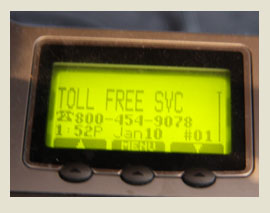 TOLL FREE SVC
☎800-454-9078
1:52P Jan10 #01
MENU